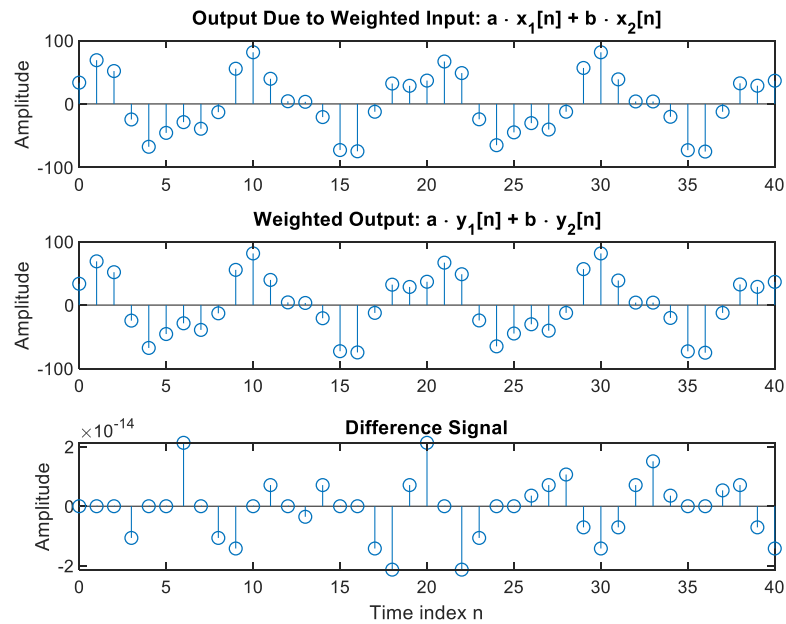 Output Due to Weighted Input: a · x₁[n] + b · x₂[n]
100
0
-100
Amplitude
0 5 10 15 20 25 30 35 40
Weighted Output: a · y₁[n] + b · y₂[n]
100
0
-100
Amplitude
0 5 10 15 20 25 30 35 40
×10⁻¹⁴
Difference Signal
2
0
-2
Amplitude
0 5 10 15 20 25 30 35 40
Time index n